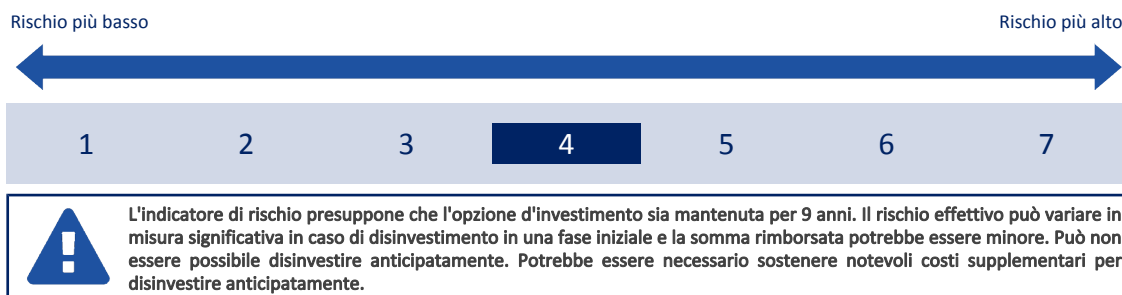 Rischio più basso
Rischio più alto
1 2 3 4 5 6 7
L'indicatore di rischio presuppone che l'opzione d'investimento sia mantenuta per 9 anni. Il rischio effettivo può variare in
misura significativa in caso di disinvestimento in una fase iniziale e la somma rimborsata potrebbe essere minore. Può non
essere possibile disinvestire anticipatamente. Potrebbe essere necessario sostenere notevoli costi supplementari per
disinvestire anticipatamente.